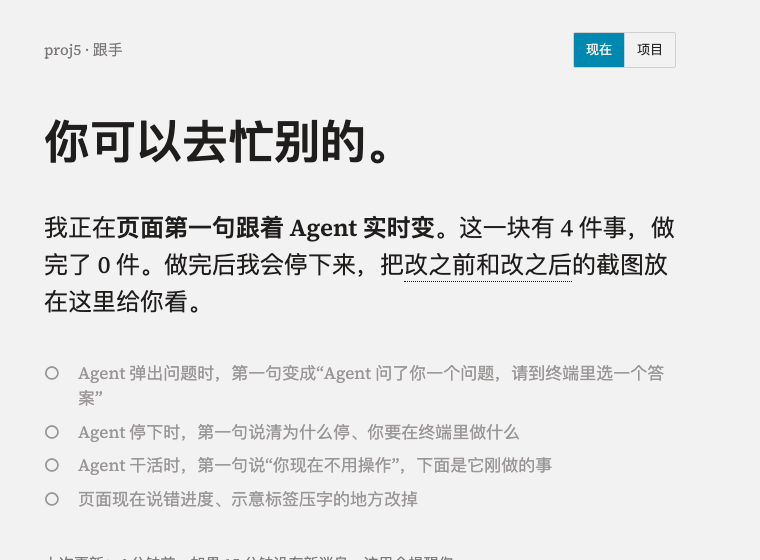 proj5 · 跟手
现在 项目
你可以去忙别的。
我正在页面第一句跟着 Agent 实时变。这一块有 4 件事，做
完了 0 件。做完后我会停下来，把改之前和改之后的截图放
在这里给你看。
Agent 弹出问题时，第一句变成“Agent 问了你一个问题，请到终端里选一个答
案”
Agent 停下时，第一句说清为什么停、你要在终端里做什么
Agent 干活时，第一句说“你现在不用操作”，下面是它刚做的事
页面现在说错进度、示意标签压字的地方改掉